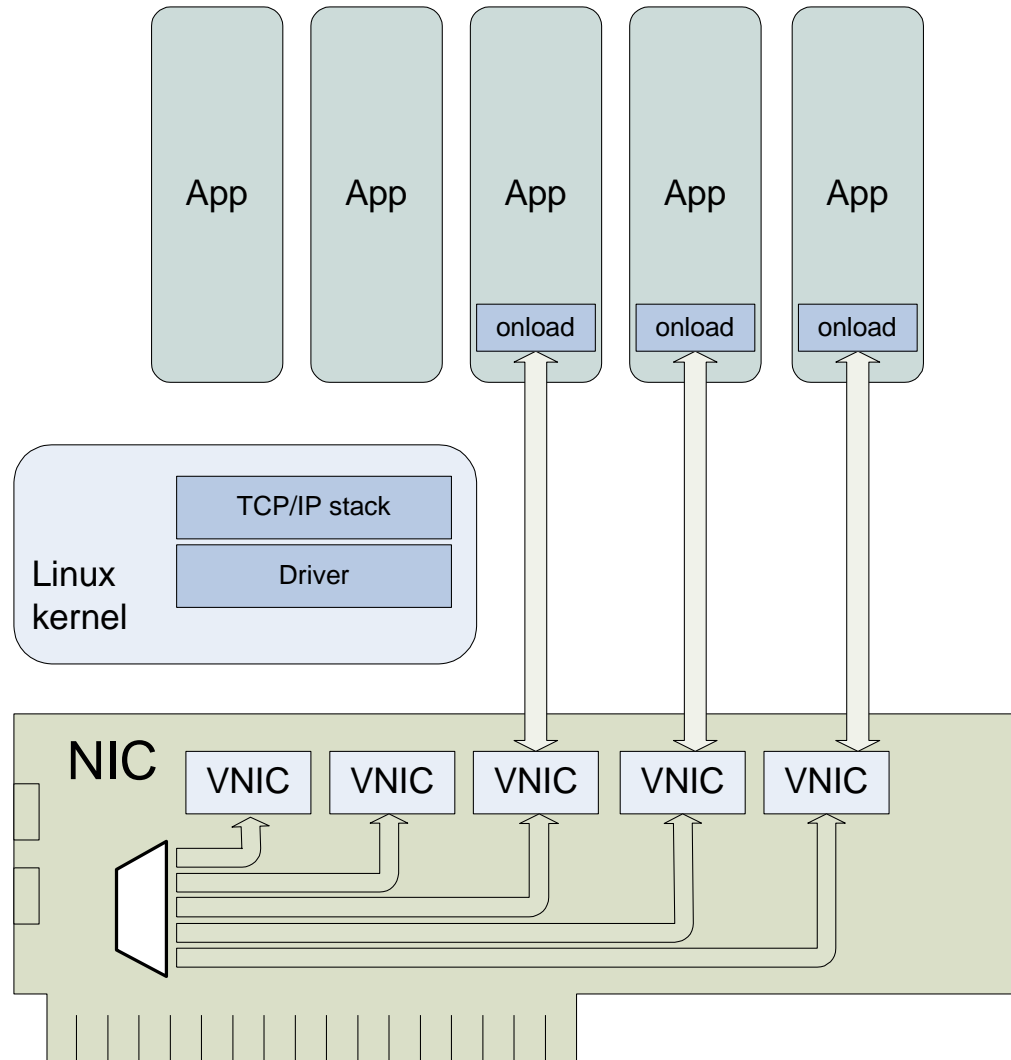 App
App
App
App
App
onload
onload
onload
TCP/IP stack
Driver
Linux
kernel
NIC
VNIC
VNIC
VNIC
VNIC
VNIC